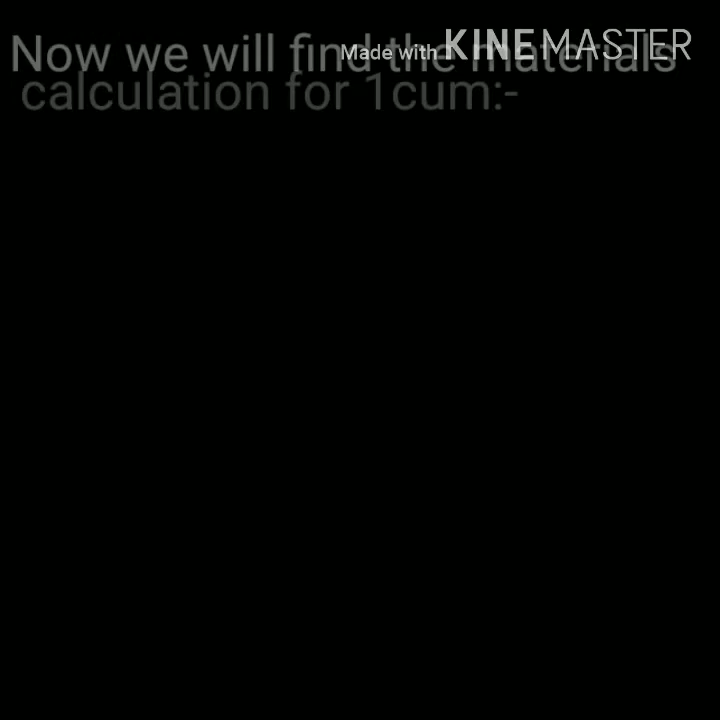 Now we will find the materials
calculation for 1cum:-
Made with KINEMASTER